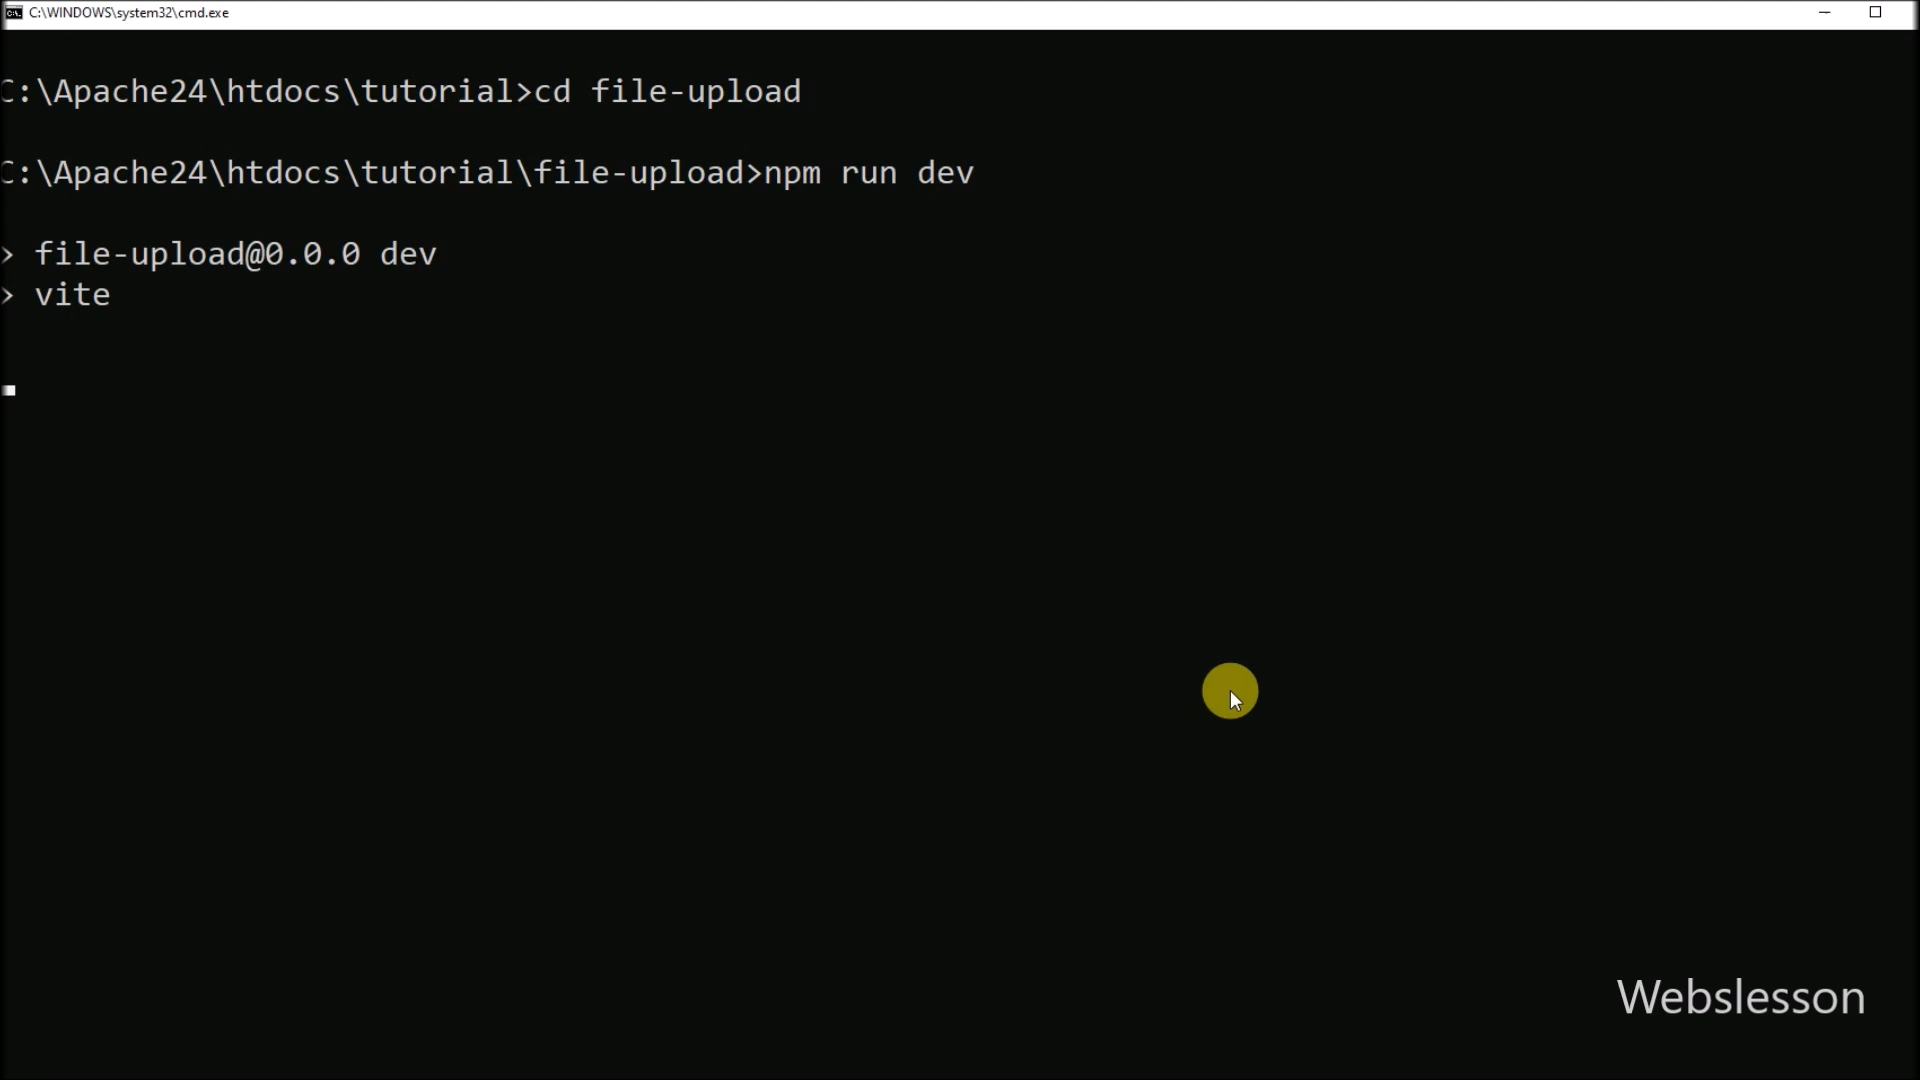 C:\WINDOWS\system32\cmd.exe
C:\Apache24\htdocs\tutorial>cd file-upload
C:\Apache24\htdocs\tutorial\file-upload>npm run dev
> file-upload@0.0.0 dev
> vite
Webslesson